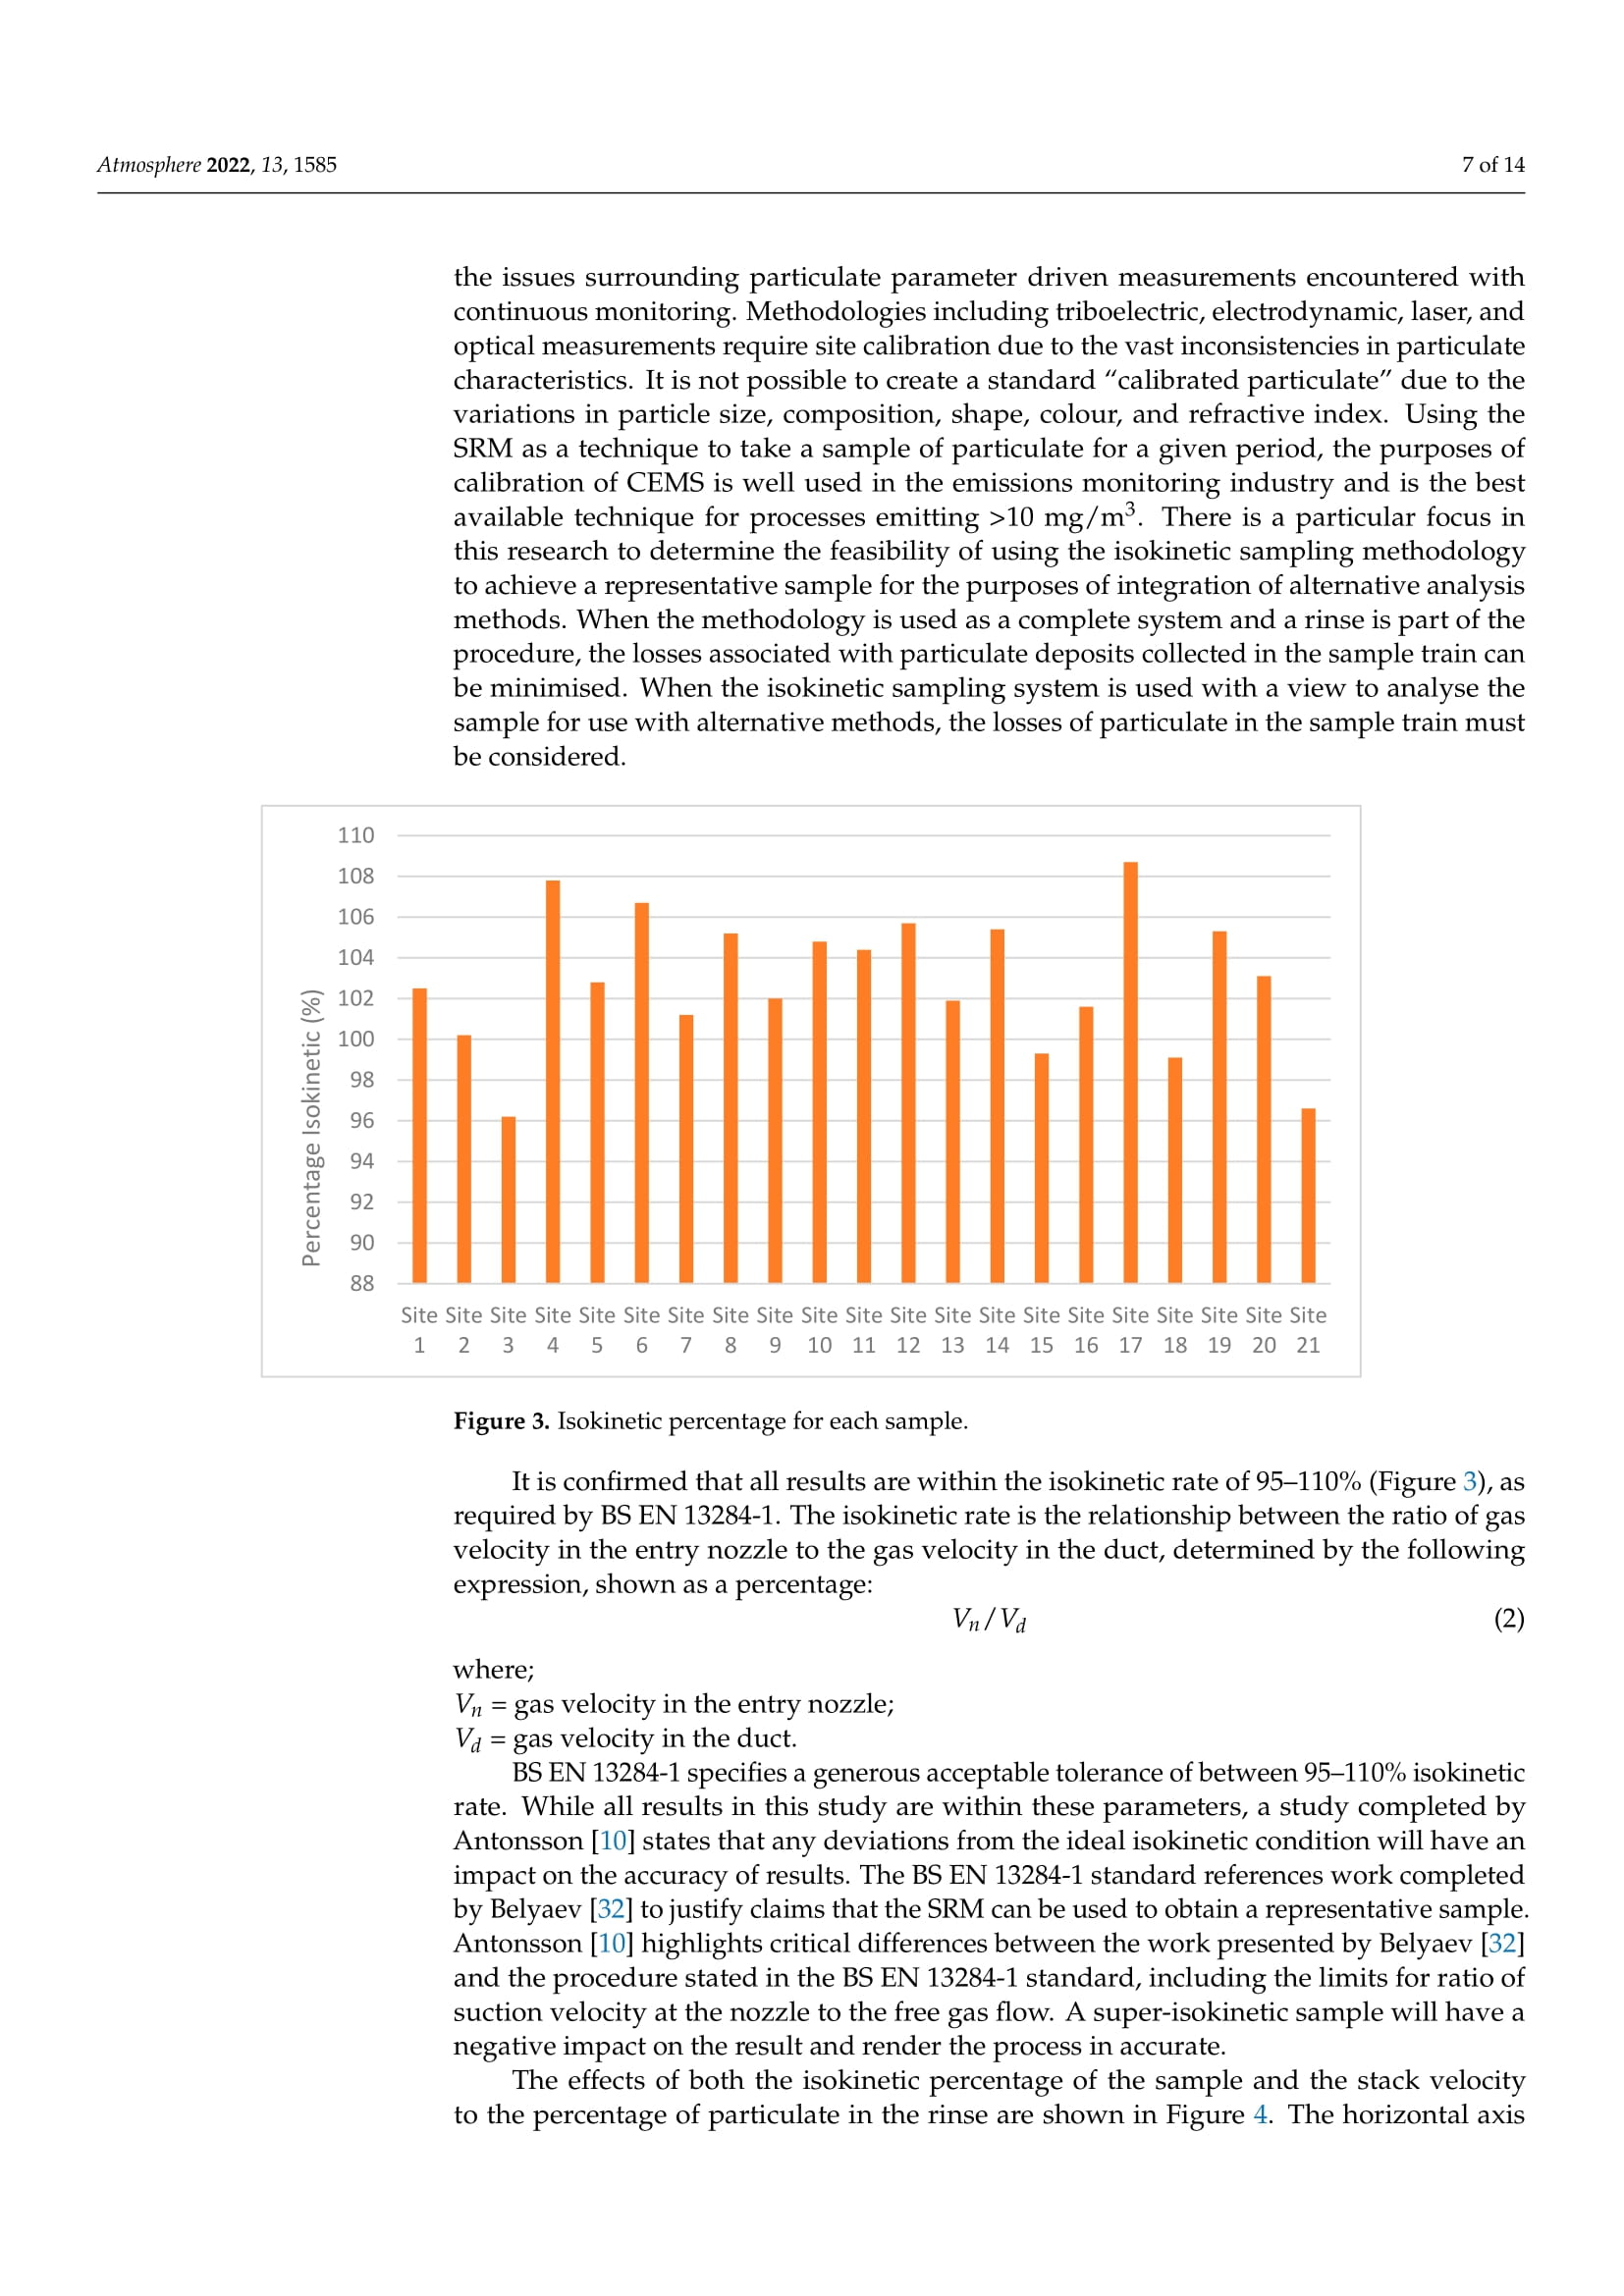 Atmosphere 2022, 13, 1585
7 of 14
the issues surrounding particulate parameter driven measurements encountered with
continuous monitoring. Methodologies including triboelectric, electrodynamic, laser, and
optical measurements require site calibration due to the vast inconsistencies in particulate
characteristics. It is not possible to create a standard “calibrated particulate” due to the
variations in particle size, composition, shape, colour, and refractive index. Using the
SRM as a technique to take a sample of particulate for a given period, the purposes of
calibration of CEMS is well used in the emissions monitoring industry and is the best
available technique for processes emitting >10 mg/m³. There is a particular focus in
this research to determine the feasibility of using the isokinetic sampling methodology
to achieve a representative sample for the purposes of integration of alternative analysis
methods. When the methodology is used as a complete system and a rinse is part of the
procedure, the losses associated with particulate deposits collected in the sample train can
be minimised. When the isokinetic sampling system is used with a view to analyse the
sample for use with alternative methods, the losses of particulate in the sample train must
be considered.
Percentage Isokinetic (%)
110
108
106
104
102
100
98
96
94
92
90
88
Site Site Site Site Site Site Site Site Site Site Site Site Site Site Site Site Site Site Site Site Site
1 2 3 4 5 6 7 8 9 10 11 12 13 14 15 16 17 18 19 20 21
Figure 3. Isokinetic percentage for each sample.
It is confirmed that all results are within the isokinetic rate of 95–110% (Figure 3), as
required by BS EN 13284-1. The isokinetic rate is the relationship between the ratio of gas
velocity in the entry nozzle to the gas velocity in the duct, determined by the following
expression, shown as a percentage:
Vn/Vd (2)
where;
Vn = gas velocity in the entry nozzle;
Vd = gas velocity in the duct.
BS EN 13284-1 specifies a generous acceptable tolerance of between 95–110% isokinetic
rate. While all results in this study are within these parameters, a study completed by
Antonsson [10] states that any deviations from the ideal isokinetic condition will have an
impact on the accuracy of results. The BS EN 13284-1 standard references work completed
by Belyaev [32] to justify claims that the SRM can be used to obtain a representative sample.
Antonsson [10] highlights critical differences between the work presented by Belyaev [32]
and the procedure stated in the BS EN 13284-1 standard, including the limits for ratio of
suction velocity at the nozzle to the free gas flow. A super-isokinetic sample will have a
negative impact on the result and render the process in accurate.
The effects of both the isokinetic percentage of the sample and the stack velocity
to the percentage of particulate in the rinse are shown in Figure 4. The horizontal axis